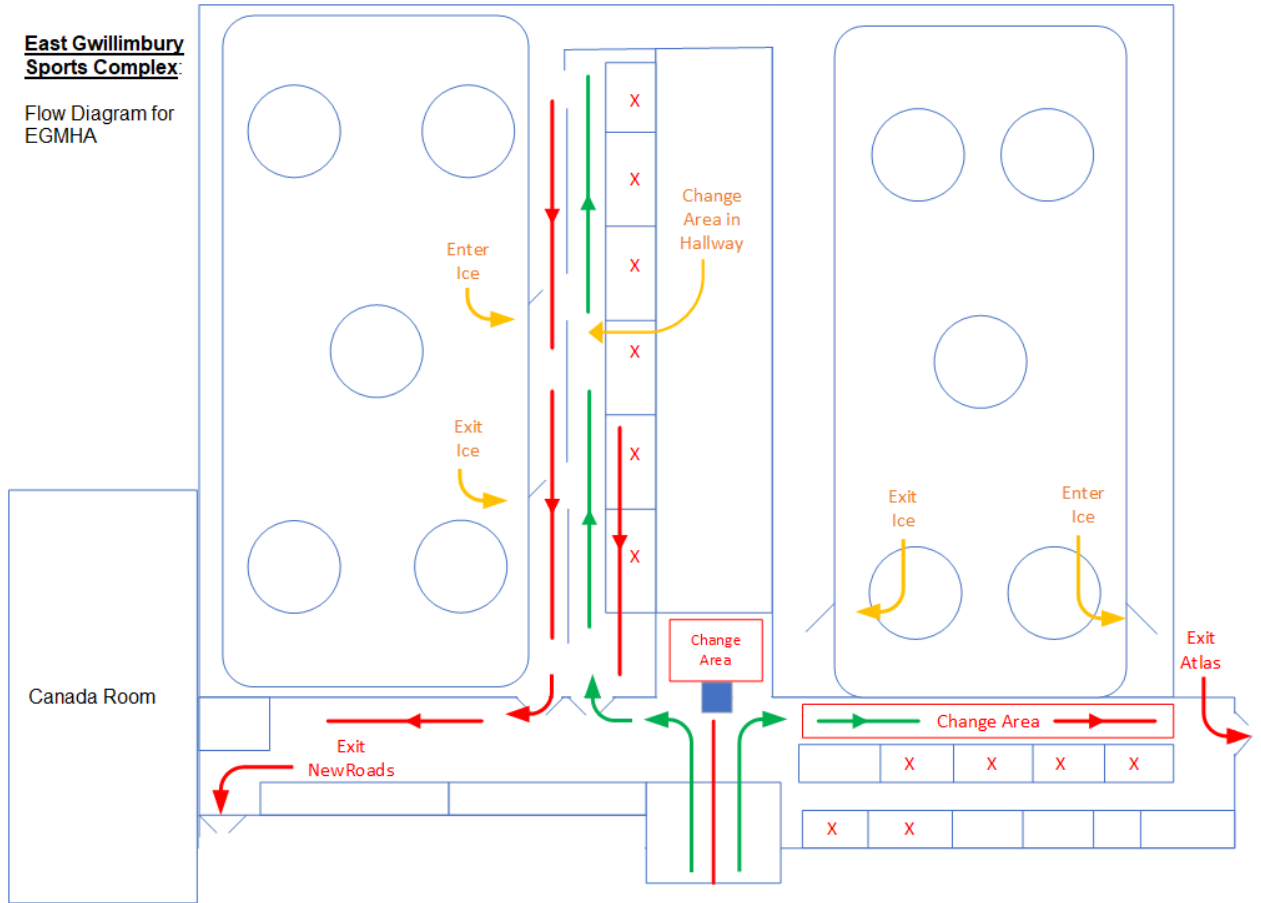 East Gwillimbury
Sports Complex:
Flow Diagram for
EGMHA
X
X
X
X
X
X
Change
Area in
Hallway
Enter
Ice
Exit
Ice
Exit
Ice
Enter
Ice
Change
Area
Exit
Atlas
Canada Room
Change Area
Exit
NewRoads
X
X
X
X
X
X